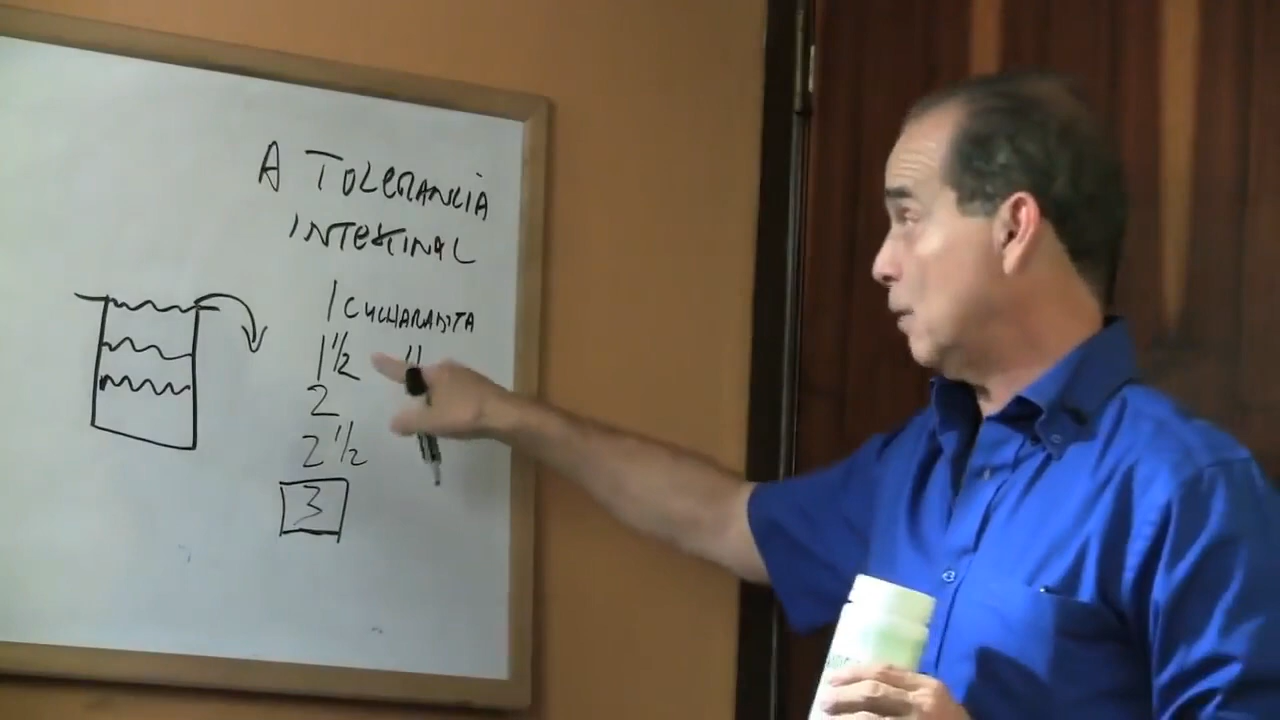 A TOLERANCIA
INTESTINAL
1 CUCHARADITA
1 1/2 "
2
2 1/2
3